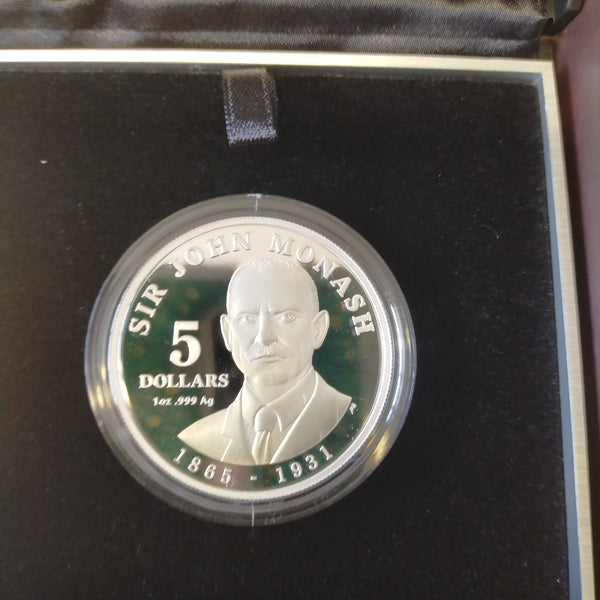 SIR JOHN MONASH
5
DOLLARS
1oz .999 Ag
1865 - 1931